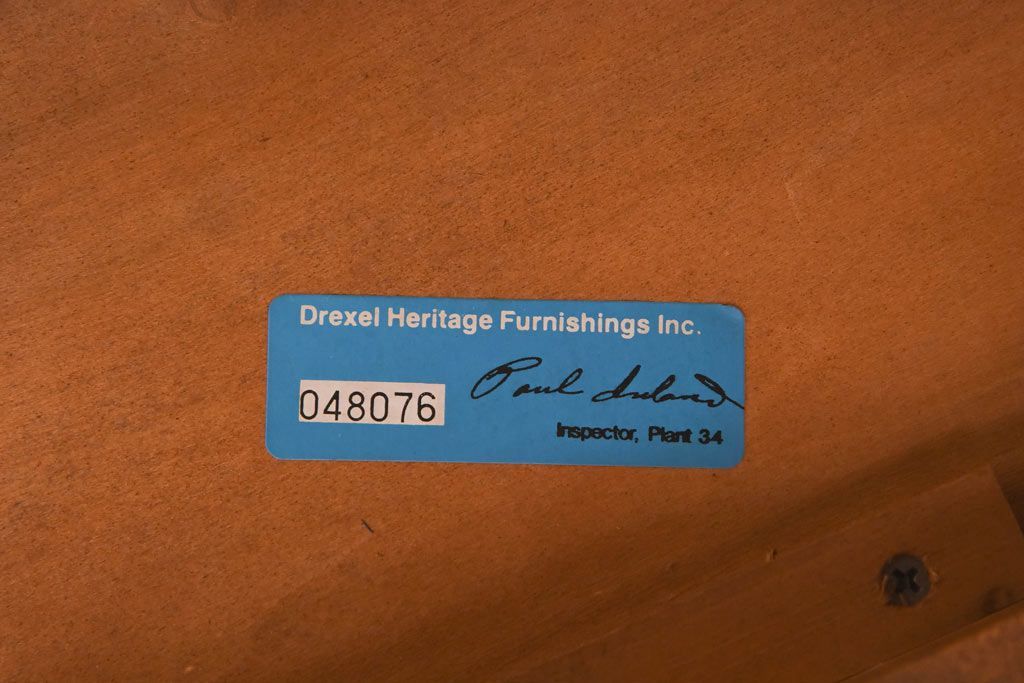 Drexel Heritage Furnishings Inc.
048076
Paul
Inspector, Plant 34